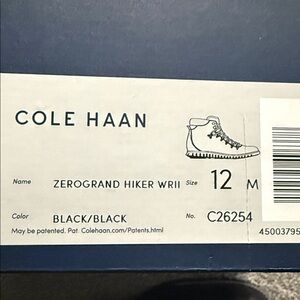 COLE HAAN
Name ZEROGRAND HIKER WRII Size 12 M
Color BLACK/BLACK No. C26254
May be patented. Pat. Colehaan.com/Patents.html
45003795